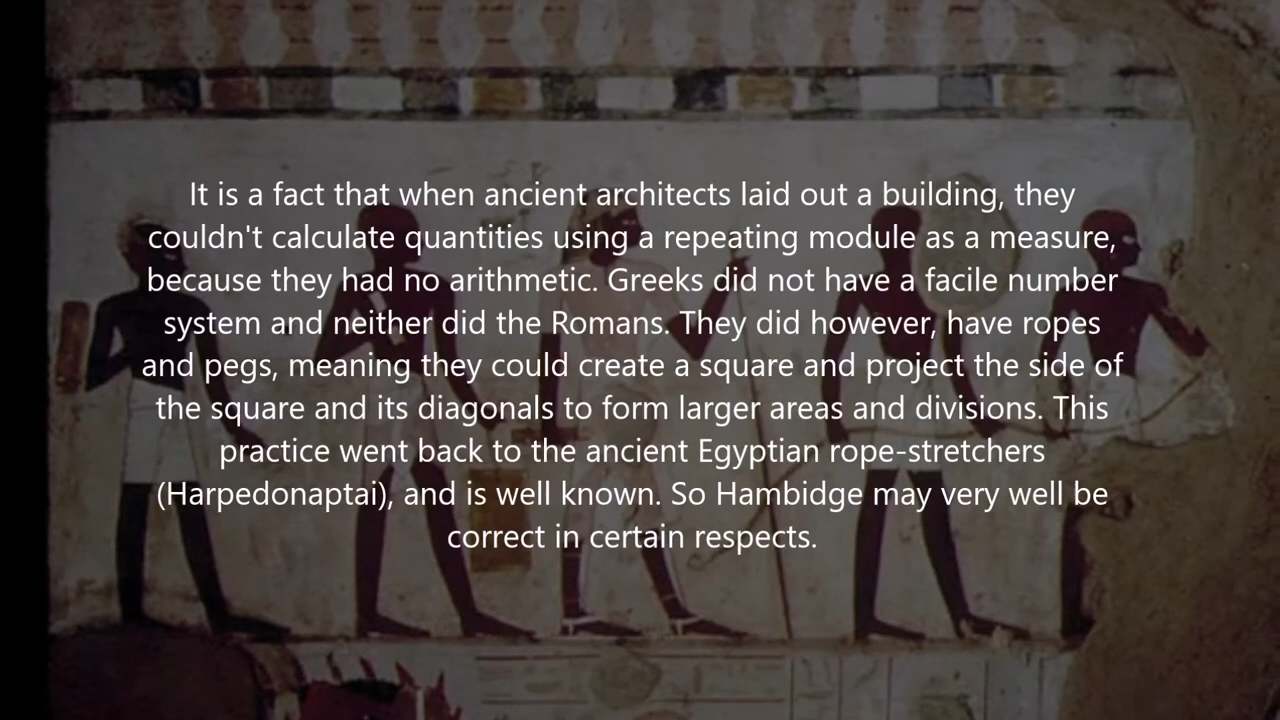 It is a fact that when ancient architects laid out a building, they
couldn't calculate quantities using a repeating module as a measure,
because they had no arithmetic. Greeks did not have a facile number
system and neither did the Romans. They did however, have ropes
and pegs, meaning they could create a square and project the side of
the square and its diagonals to form larger areas and divisions. This
practice went back to the ancient Egyptian rope-stretchers
(Harpedonaptai), and is well known. So Hambidge may very well be
correct in certain respects.